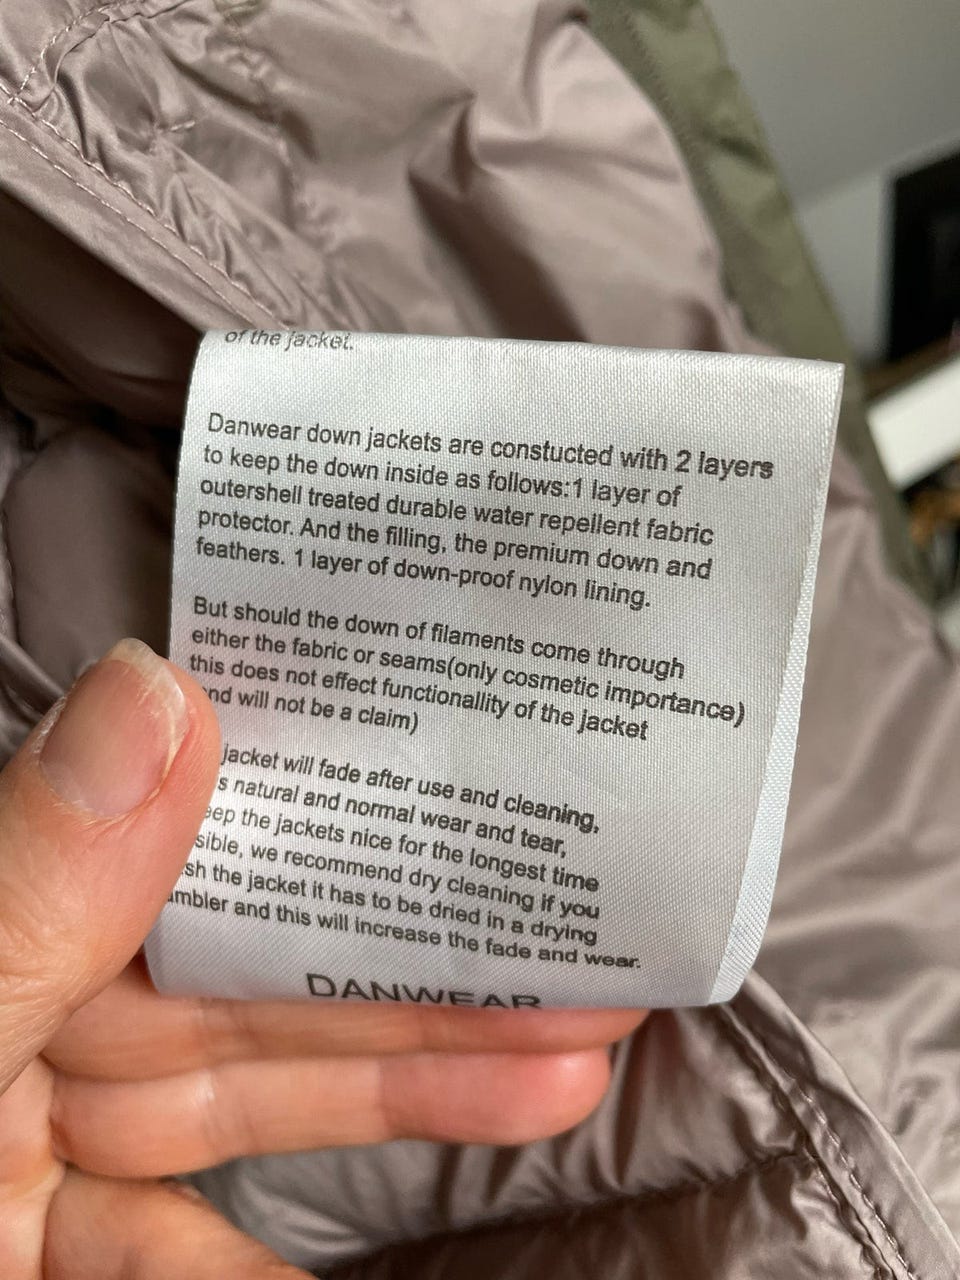 of the jacket.
Danwear down jackets are constucted with 2 layers
to keep the down inside as follows:1 layer of
outershell treated durable water repellent fabric
protector. And the filling, the premium down and
feathers. 1 layer of down-proof nylon lining.
But should the down of filaments come through
either the fabric or seams(only cosmetic importance)
this does not effect functionallity of the jacket
nd will not be a claim)
jacket will fade after use and cleaning,
s natural and normal wear and tear,
eep the jackets nice for the longest time
sible, we recommend dry cleaning if you
sh the jacket it has to be dried in a drying
mbler and this will increase the fade and wear.
DANWEAR